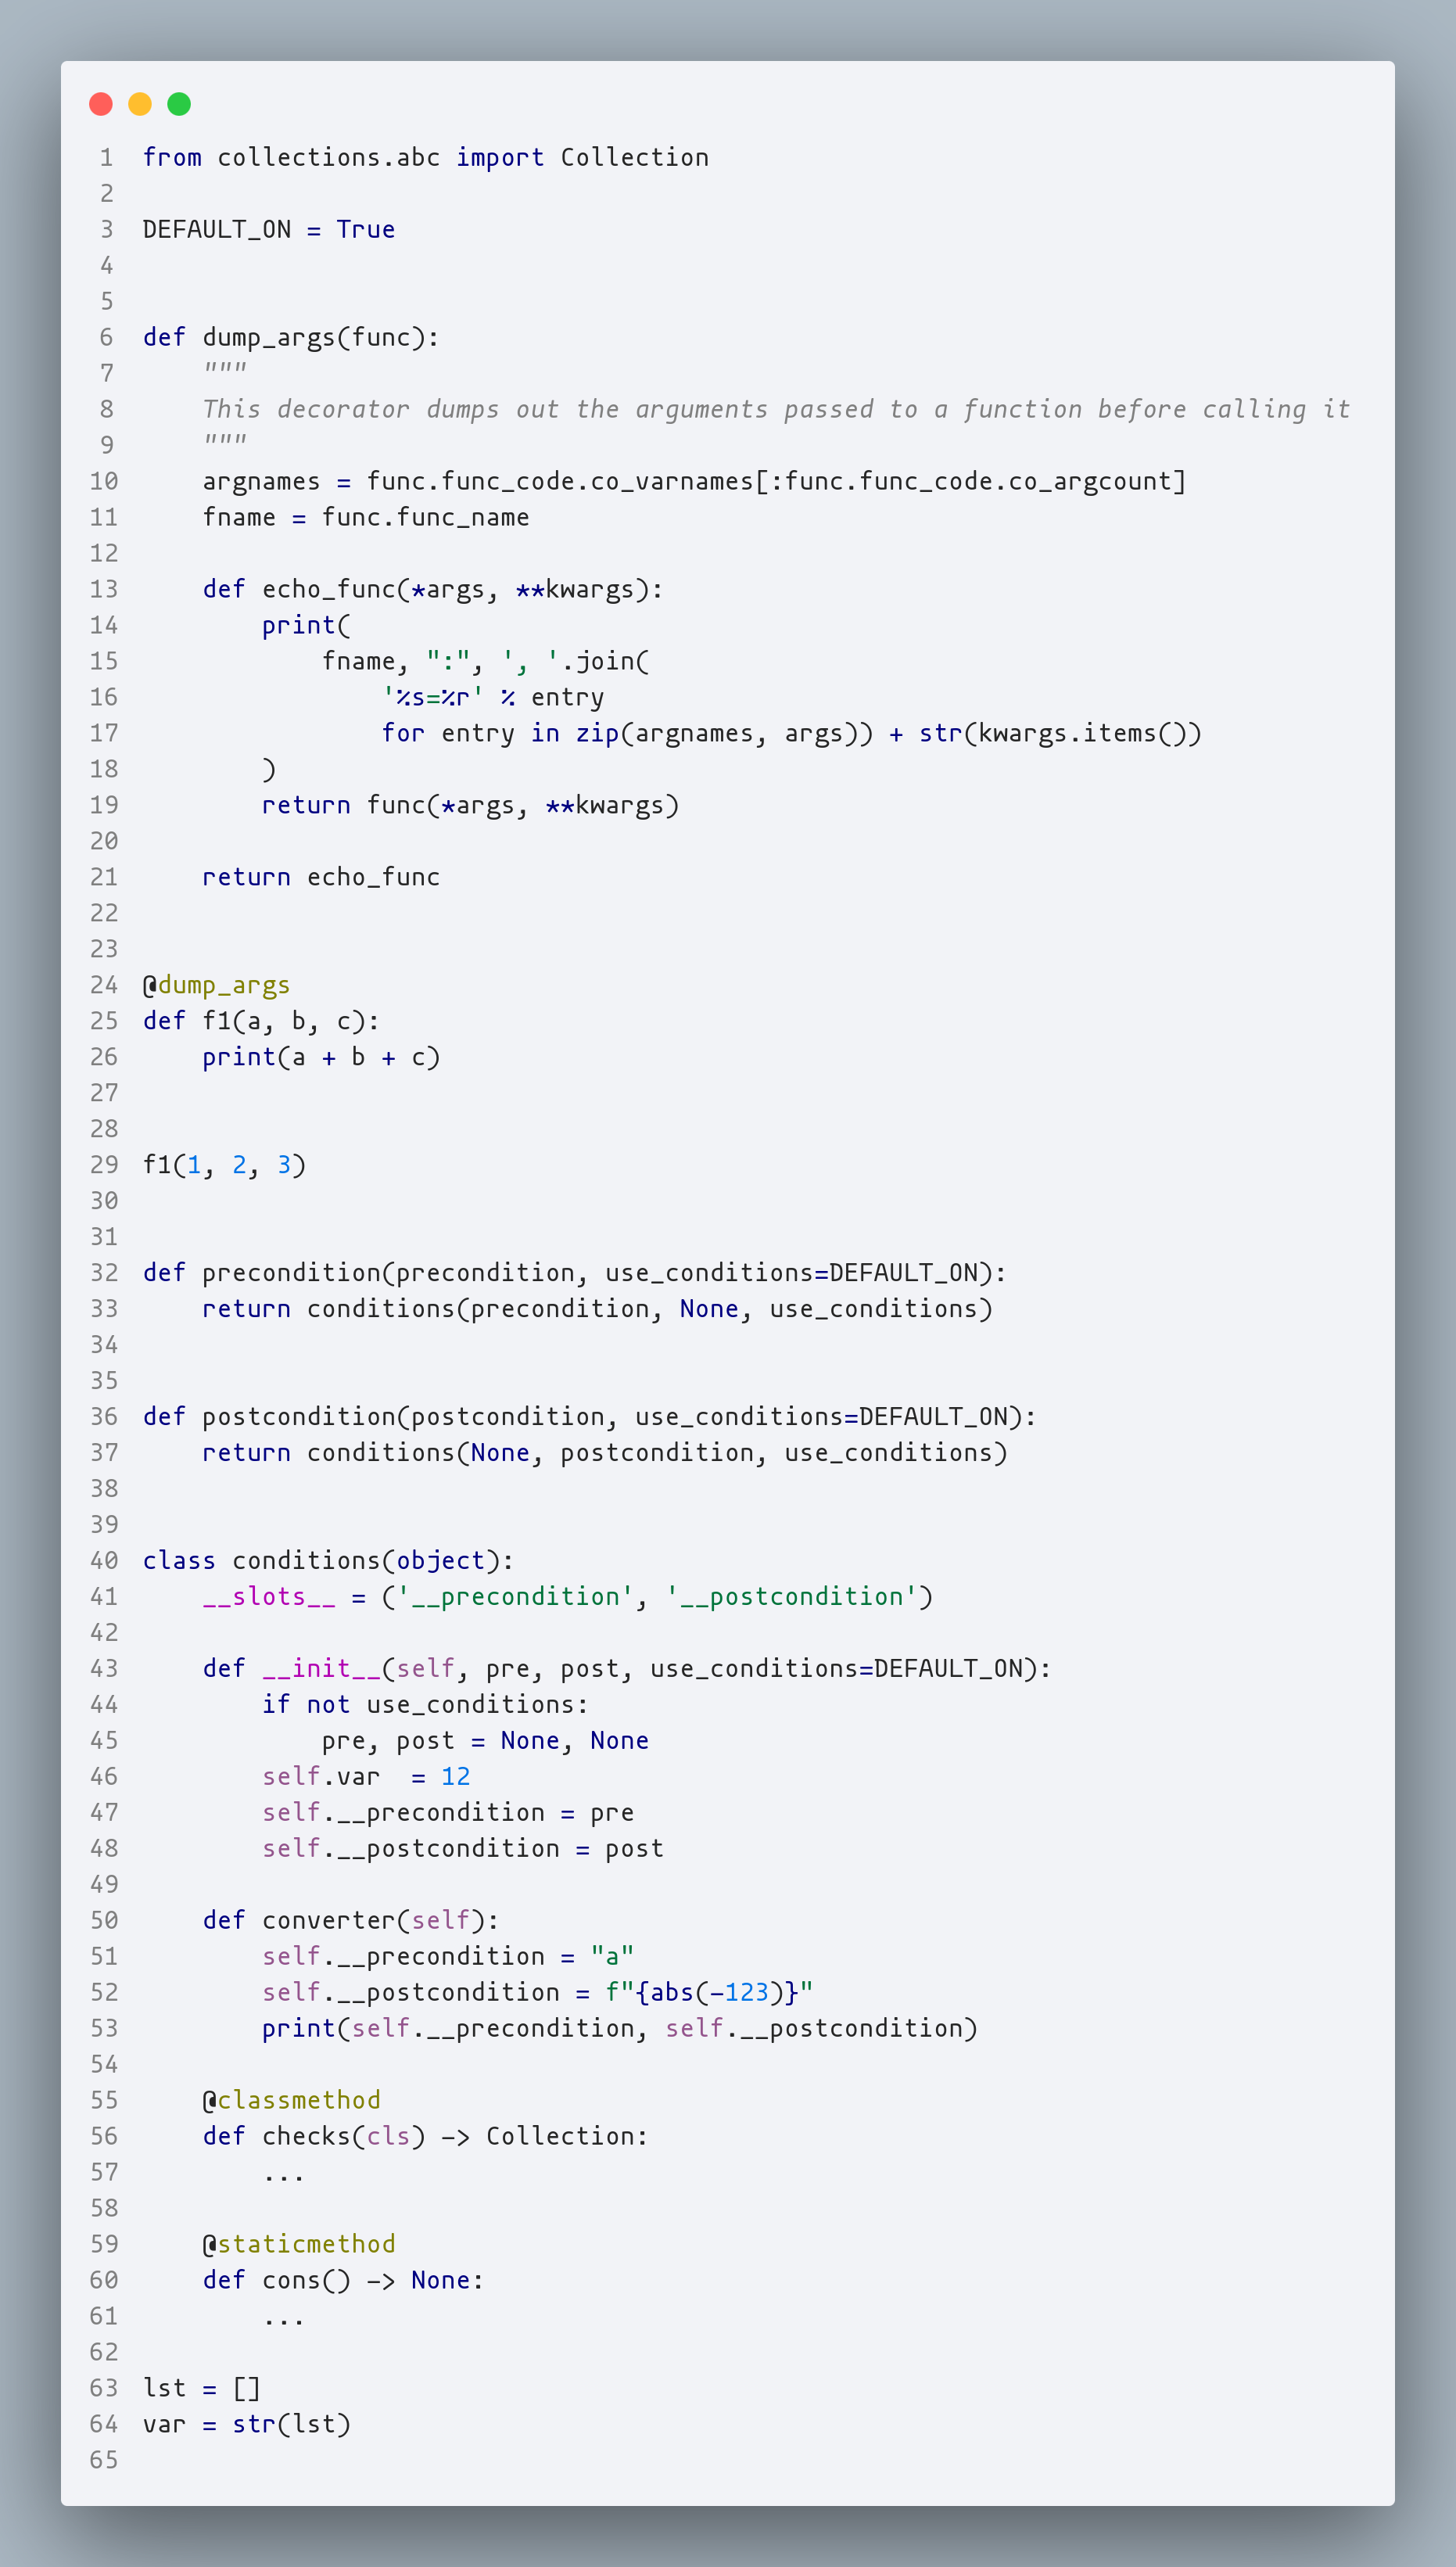 1 from collections.abc import Collection
2
3 DEFAULT_ON = True
4
5
6 def dump_args(func):
7     """
8     This decorator dumps out the arguments passed to a function before calling it
9     """
10     argnames = func.func_code.co_varnames[:func.func_code.co_argcount]
11     fname = func.func_name
12
13     def echo_func(*args, **kwargs):
14         print(
15             fname, ":", ', '.join(
16                 '%s=%r' % entry
17                 for entry in zip(argnames, args)) + str(kwargs.items())
18         )
19         return func(*args, **kwargs)
20
21     return echo_func
22
23
24 @dump_args
25 def f1(a, b, c):
26     print(a + b + c)
27
28
29 f1(1, 2, 3)
30
31
32 def precondition(precondition, use_conditions=DEFAULT_ON):
33     return conditions(precondition, None, use_conditions)
34
35
36 def postcondition(postcondition, use_conditions=DEFAULT_ON):
37     return conditions(None, postcondition, use_conditions)
38
39
40 class conditions(object):
41     __slots__ = ('__precondition', '__postcondition')
42
43     def __init__(self, pre, post, use_conditions=DEFAULT_ON):
44         if not use_conditions:
45             pre, post = None, None
46         self.var  = 12
47         self.__precondition = pre
48         self.__postcondition = post
49
50     def converter(self):
51         self.__precondition = "a"
52         self.__postcondition = f"{abs(-123)}"
53         print(self.__precondition, self.__postcondition)
54
55     @classmethod
56     def checks(cls) -> Collection:
57         ...
58
59     @staticmethod
60     def cons() -> None:
61         ...
62
63 lst = []
64 var = str(lst)
65